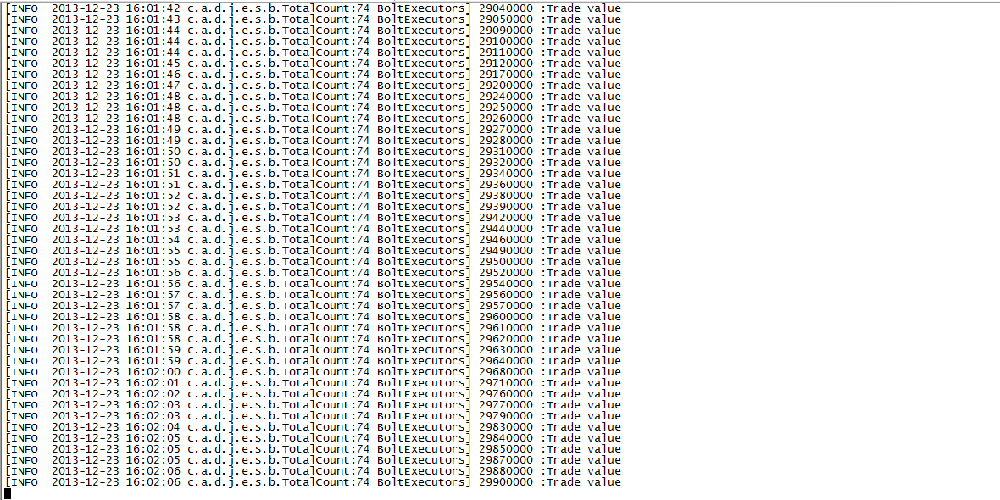 [INFO  2013-12-23 16:01:42 c.a.d.j.e.s.b.TotalCount:74 BoltExecutors] 29040000 :Trade value
[INFO  2013-12-23 16:01:43 c.a.d.j.e.s.b.TotalCount:74 BoltExecutors] 29050000 :Trade value
[INFO  2013-12-23 16:01:44 c.a.d.j.e.s.b.TotalCount:74 BoltExecutors] 29090000 :Trade value
[INFO  2013-12-23 16:01:44 c.a.d.j.e.s.b.TotalCount:74 BoltExecutors] 29100000 :Trade value
[INFO  2013-12-23 16:01:44 c.a.d.j.e.s.b.TotalCount:74 BoltExecutors] 29110000 :Trade value
[INFO  2013-12-23 16:01:45 c.a.d.j.e.s.b.TotalCount:74 BoltExecutors] 29120000 :Trade value
[INFO  2013-12-23 16:01:46 c.a.d.j.e.s.b.TotalCount:74 BoltExecutors] 29170000 :Trade value
[INFO  2013-12-23 16:01:47 c.a.d.j.e.s.b.TotalCount:74 BoltExecutors] 29200000 :Trade value
[INFO  2013-12-23 16:01:48 c.a.d.j.e.s.b.TotalCount:74 BoltExecutors] 29240000 :Trade value
[INFO  2013-12-23 16:01:48 c.a.d.j.e.s.b.TotalCount:74 BoltExecutors] 29250000 :Trade value
[INFO  2013-12-23 16:01:48 c.a.d.j.e.s.b.TotalCount:74 BoltExecutors] 29260000 :Trade value
[INFO  2013-12-23 16:01:49 c.a.d.j.e.s.b.TotalCount:74 BoltExecutors] 29270000 :Trade value
[INFO  2013-12-23 16:01:49 c.a.d.j.e.s.b.TotalCount:74 BoltExecutors] 29280000 :Trade value
[INFO  2013-12-23 16:01:50 c.a.d.j.e.s.b.TotalCount:74 BoltExecutors] 29310000 :Trade value
[INFO  2013-12-23 16:01:50 c.a.d.j.e.s.b.TotalCount:74 BoltExecutors] 29320000 :Trade value
[INFO  2013-12-23 16:01:51 c.a.d.j.e.s.b.TotalCount:74 BoltExecutors] 29340000 :Trade value
[INFO  2013-12-23 16:01:51 c.a.d.j.e.s.b.TotalCount:74 BoltExecutors] 29360000 :Trade value
[INFO  2013-12-23 16:01:52 c.a.d.j.e.s.b.TotalCount:74 BoltExecutors] 29380000 :Trade value
[INFO  2013-12-23 16:01:52 c.a.d.j.e.s.b.TotalCount:74 BoltExecutors] 29390000 :Trade value
[INFO  2013-12-23 16:01:53 c.a.d.j.e.s.b.TotalCount:74 BoltExecutors] 29420000 :Trade value
[INFO  2013-12-23 16:01:53 c.a.d.j.e.s.b.TotalCount:74 BoltExecutors] 29440000 :Trade value
[INFO  2013-12-23 16:01:54 c.a.d.j.e.s.b.TotalCount:74 BoltExecutors] 29460000 :Trade value
[INFO  2013-12-23 16:01:55 c.a.d.j.e.s.b.TotalCount:74 BoltExecutors] 29490000 :Trade value
[INFO  2013-12-23 16:01:55 c.a.d.j.e.s.b.TotalCount:74 BoltExecutors] 29500000 :Trade value
[INFO  2013-12-23 16:01:56 c.a.d.j.e.s.b.TotalCount:74 BoltExecutors] 29520000 :Trade value
[INFO  2013-12-23 16:01:56 c.a.d.j.e.s.b.TotalCount:74 BoltExecutors] 29540000 :Trade value
[INFO  2013-12-23 16:01:57 c.a.d.j.e.s.b.TotalCount:74 BoltExecutors] 29560000 :Trade value
[INFO  2013-12-23 16:01:57 c.a.d.j.e.s.b.TotalCount:74 BoltExecutors] 29570000 :Trade value
[INFO  2013-12-23 16:01:58 c.a.d.j.e.s.b.TotalCount:74 BoltExecutors] 29600000 :Trade value
[INFO  2013-12-23 16:01:58 c.a.d.j.e.s.b.TotalCount:74 BoltExecutors] 29610000 :Trade value
[INFO  2013-12-23 16:01:58 c.a.d.j.e.s.b.TotalCount:74 BoltExecutors] 29620000 :Trade value
[INFO  2013-12-23 16:01:59 c.a.d.j.e.s.b.TotalCount:74 BoltExecutors] 29630000 :Trade value
[INFO  2013-12-23 16:01:59 c.a.d.j.e.s.b.TotalCount:74 BoltExecutors] 29640000 :Trade value
[INFO  2013-12-23 16:02:00 c.a.d.j.e.s.b.TotalCount:74 BoltExecutors] 29680000 :Trade value
[INFO  2013-12-23 16:02:01 c.a.d.j.e.s.b.TotalCount:74 BoltExecutors] 29710000 :Trade value
[INFO  2013-12-23 16:02:02 c.a.d.j.e.s.b.TotalCount:74 BoltExecutors] 29760000 :Trade value
[INFO  2013-12-23 16:02:03 c.a.d.j.e.s.b.TotalCount:74 BoltExecutors] 29770000 :Trade value
[INFO  2013-12-23 16:02:03 c.a.d.j.e.s.b.TotalCount:74 BoltExecutors] 29790000 :Trade value
[INFO  2013-12-23 16:02:04 c.a.d.j.e.s.b.TotalCount:74 BoltExecutors] 29830000 :Trade value
[INFO  2013-12-23 16:02:05 c.a.d.j.e.s.b.TotalCount:74 BoltExecutors] 29840000 :Trade value
[INFO  2013-12-23 16:02:05 c.a.d.j.e.s.b.TotalCount:74 BoltExecutors] 29850000 :Trade value
[INFO  2013-12-23 16:02:05 c.a.d.j.e.s.b.TotalCount:74 BoltExecutors] 29870000 :Trade value
[INFO  2013-12-23 16:02:06 c.a.d.j.e.s.b.TotalCount:74 BoltExecutors] 29880000 :Trade value
[INFO  2013-12-23 16:02:06 c.a.d.j.e.s.b.TotalCount:74 BoltExecutors] 29900000 :Trade value